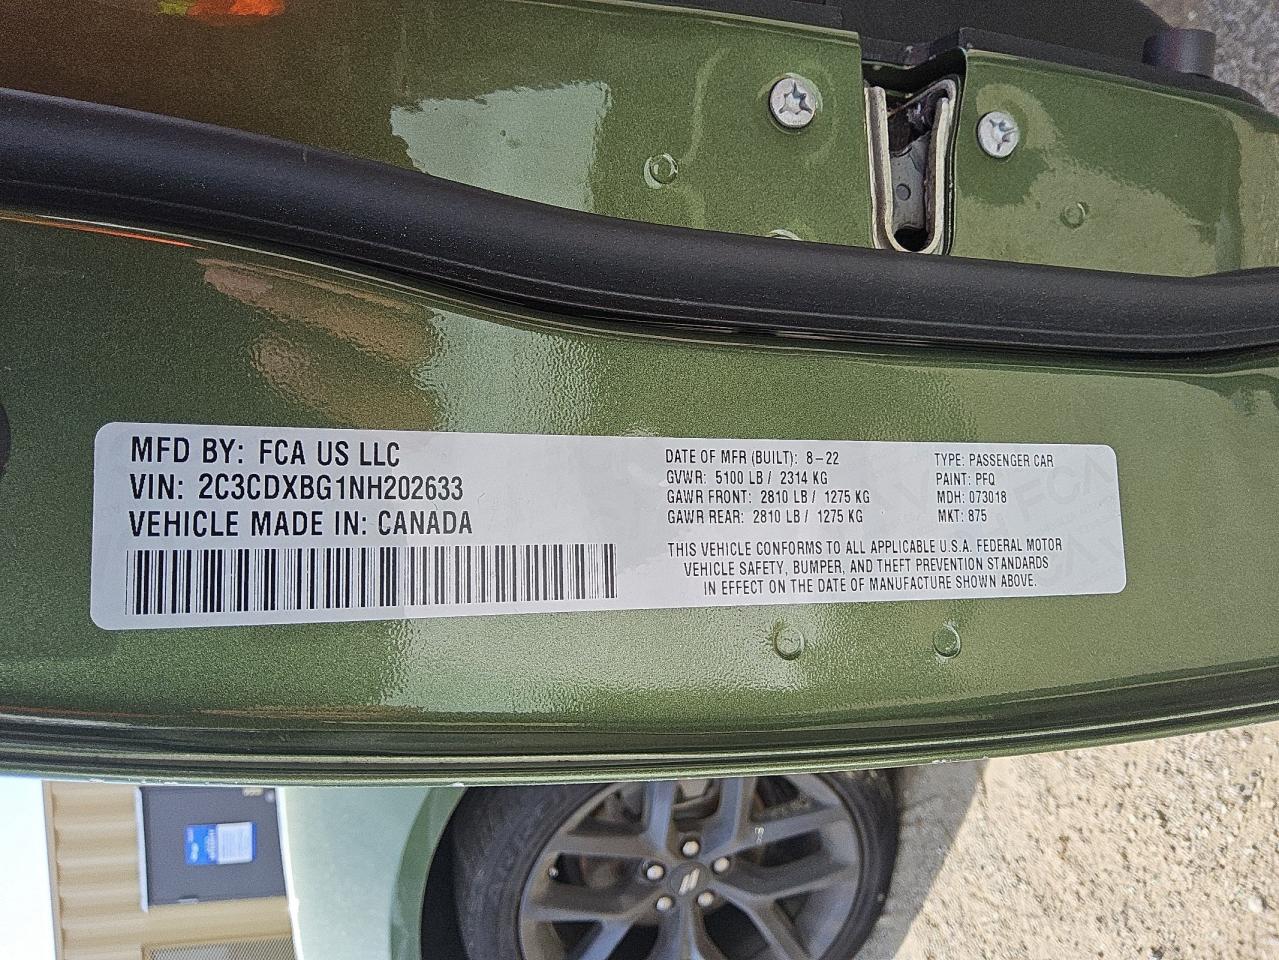 MFD BY: FCA US LLC
VIN: 2C3CDXBG1NH202633
VEHICLE MADE IN: CANADA
DATE OF MFR (BUILT): 8-22
GVWR: 5100 LB / 2314 KG
GAWR FRONT: 2810 LB / 1275 KG
GAWR REAR: 2810 LB / 1275 KG
TYPE: PASSENGER CAR
PAINT: PFQ
MDH: 073018
MKT: 875
THIS VEHICLE CONFORMS TO ALL APPLICABLE U.S.A. FEDERAL MOTOR
VEHICLE SAFETY, BUMPER, AND THEFT PREVENTION STANDARDS
IN EFFECT ON THE DATE OF MANUFACTURE SHOWN ABOVE.